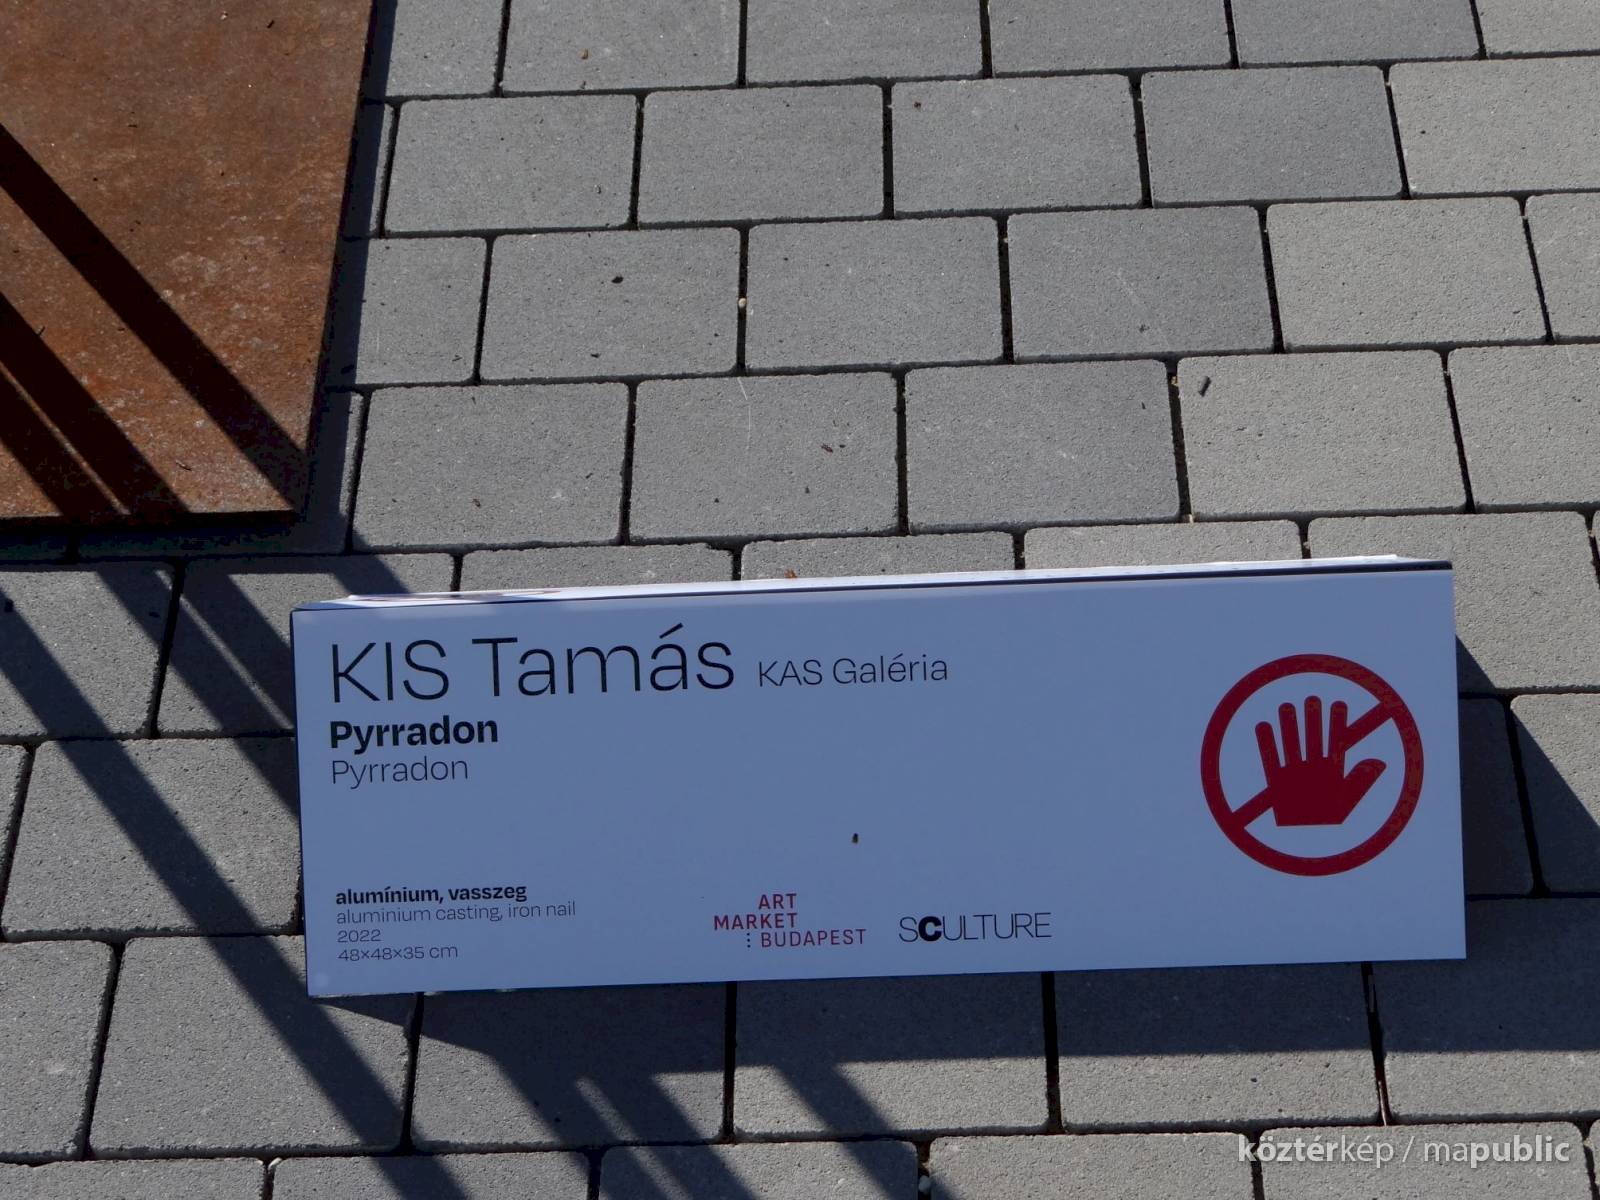 KIS Tamás KAS Galéria
Pyrradon
Pyrradon
alumínium, vasszeg
aluminium casting, iron nail
2022
48×48×35 cm
ART
MARKET
BUDAPEST
SCULTURE
köztérkép / mapublic